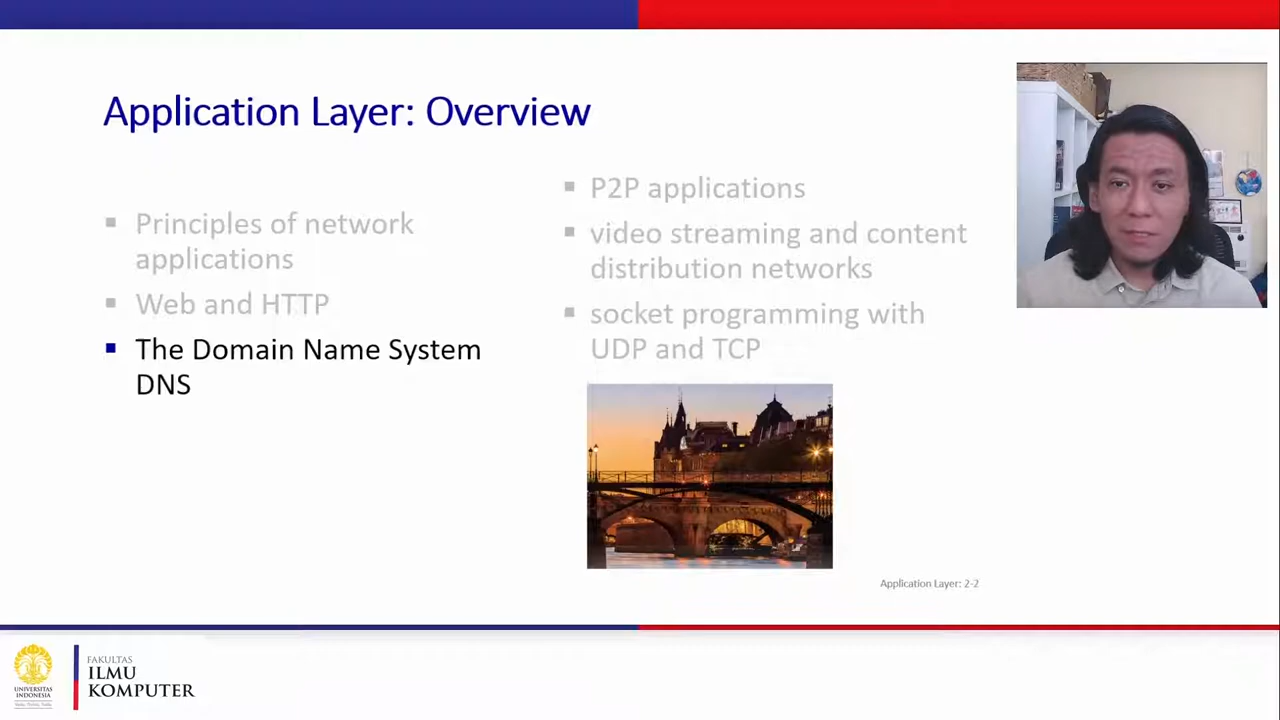 Application Layer: Overview
Principles of network
applications
Web and HTTP
The Domain Name System
DNS
P2P applications
video streaming and content
distribution networks
socket programming with
UDP and TCP
Application Layer: 2-2
UNIVERSITAS
INDONESIA
FAKULTAS
ILMU
KOMPUTER